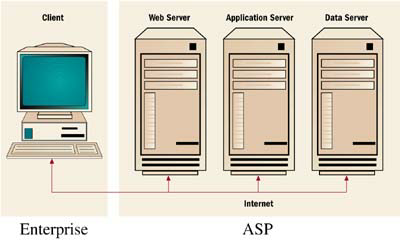 Client
Web Server
Application Server
Data Server
Internet
Enterprise
ASP